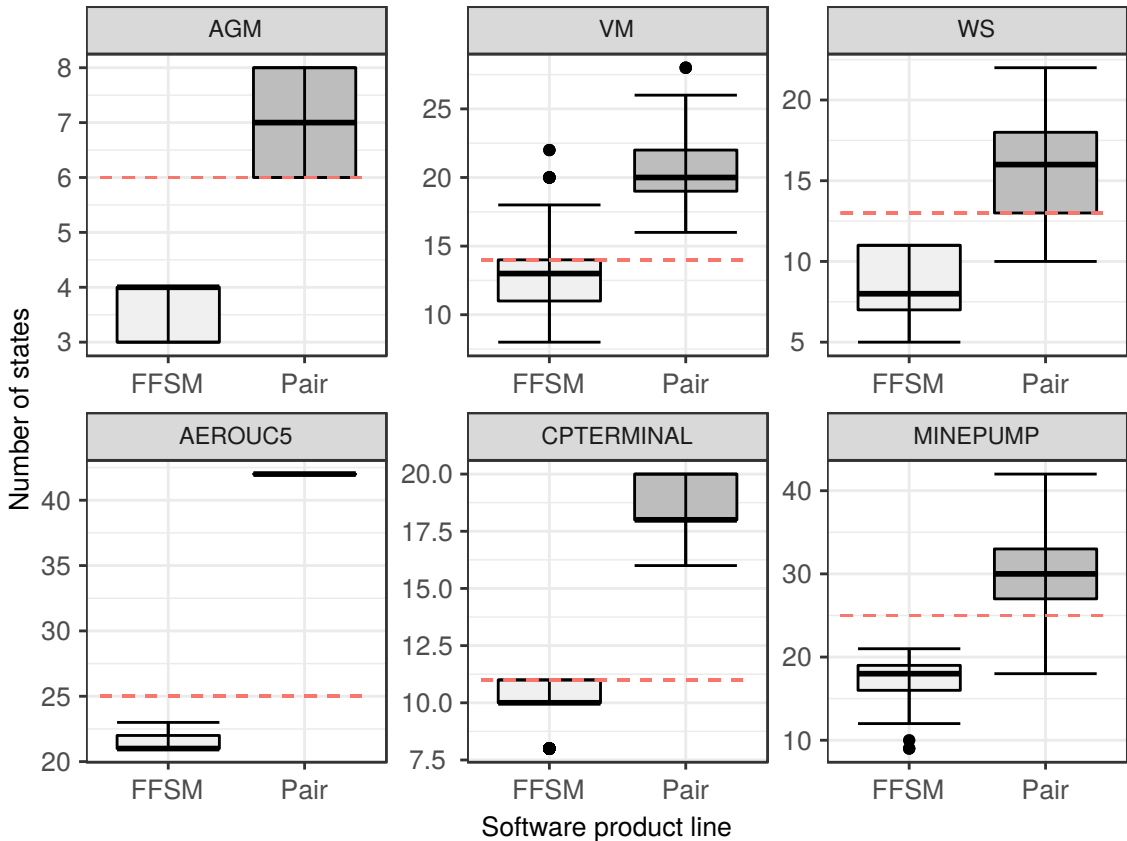 AGM
VM
WS
Number of states
8
7
6
5
4
3
25
20
15
10
20
15
10
5
FFSM
Pair
FFSM
Pair
FFSM
Pair
AEROUC5
CPTERMINAL
MINEPUMP
40
35
30
25
20
20.0
17.5
15.0
12.5
10.0
7.5
40
30
20
10
FFSM
Pair
FFSM
Pair
FFSM
Pair
Software product line